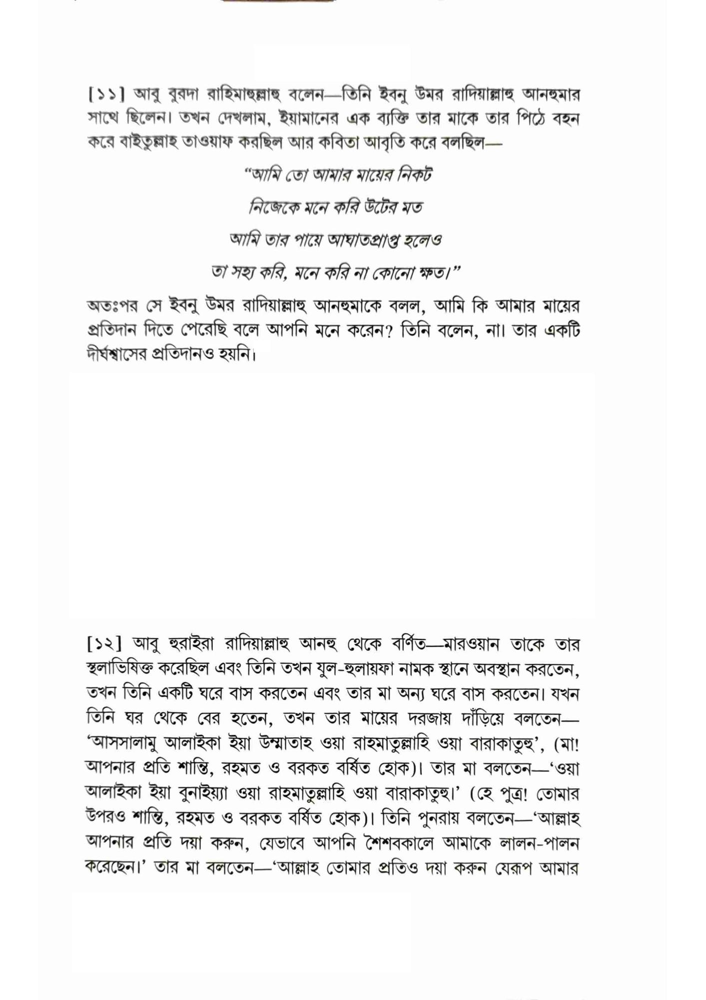 [১১] আবু বুরদা রাহিমাহুল্লাহু বলেন—তিনি ইবনু উমর রাদিয়াল্লাহু আনহুমার
সাথে ছিলেন। তখন দেখলাম, ইয়ামানের এক ব্যক্তি তার মাকে তার পিঠে বহন
করে বাইতুল্লাহ তাওয়াফ করছিল আর কবিতা আবৃতি করে বলছিল—
“আমি তো আমার মায়ের নিকট
নিজেকে মনে করি উটের মত
আমি তার পায়ে আঘাতপ্রাপ্ত হলেও
তা সহ্য করি, মনে করি না কোনো ক্ষত।”
অতঃপর সে ইবনু উমর রাদিয়াল্লাহু আনহুমাকে বলল, আমি কি আমার মায়ের
প্রতিদান দিতে পেরেছি বলে আপনি মনে করেন? তিনি বলেন, না। তার একটি
দীর্ঘশ্বাসের প্রতিদানও হয়নি।
[১২] আবু হুরাইরা রাদিয়াল্লাহু আনহু থেকে বর্ণিত—মারওয়ান তাকে তার
স্থলাভিষিক্ত করেছিল এবং তিনি তখন যুল-হুলায়ফা নামক স্থানে অবস্থান করতেন,
তখন তিনি একটি ঘরে বাস করতেন এবং তার মা অন্য ঘরে বাস করতেন। যখন
তিনি ঘর থেকে বের হতেন, তখন তার মায়ের দরজায় দাঁড়িয়ে বলতেন—
‘আসসালামু আলাইকা ইয়া উম্মাতাহ ওয়া রাহমাতুল্লাহি ওয়া বারাকাতুহু’, (মা!
আপনার প্রতি শান্তি, রহমত ও বরকত বর্ষিত হোক)। তার মা বলতেন—‘ওয়া
আলাইকা ইয়া বুনাইয়্যা ওয়া রাহমাতুল্লাহি ওয়া বারাকাতুহু।’ (হে পুত্র! তোমার
উপরও শান্তি, রহমত ও বরকত বর্ষিত হোক)। তিনি পুনরায় বলতেন—‘আল্লাহ
আপনার প্রতি দয়া করুন, যেভাবে আপনি শৈশবকালে আমাকে লালন-পালন
করেছেন।’ তার মা বলতেন—‘আল্লাহ তোমার প্রতিও দয়া করুন যেরূপ আমার